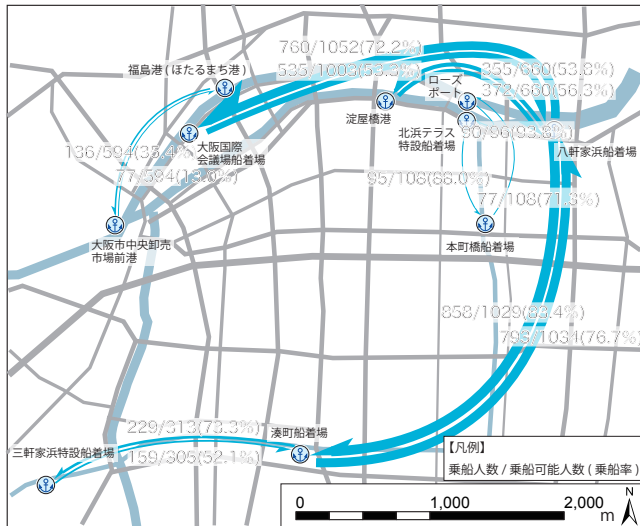 760/1052(72.2%)
535/1003(53.3%)
福島港 ( ほたるまち港 )
355/660(53.8%)
372/660(56.3%)
ローズ
ポート
淀屋橋港
90/96(93.8%)
北浜テラス
特設船着場
八軒家浜船着場
大阪国際
会議場船着場
136/594(35.4%)
77/594(13.0%)
95/108(88.0%)
77/108(71.3%)
大阪市中央卸売
市場前港
本町橋船着場
858/1029(83.4%)
793/1034(76.7%)
229/313(73.3%)
湊町船着場
三軒家浜特設船着場
159/305(52.1%)
【凡例】
乗船人数 / 乗船可能人数 ( 乗船率 )
0 1,000 2,000
m
N